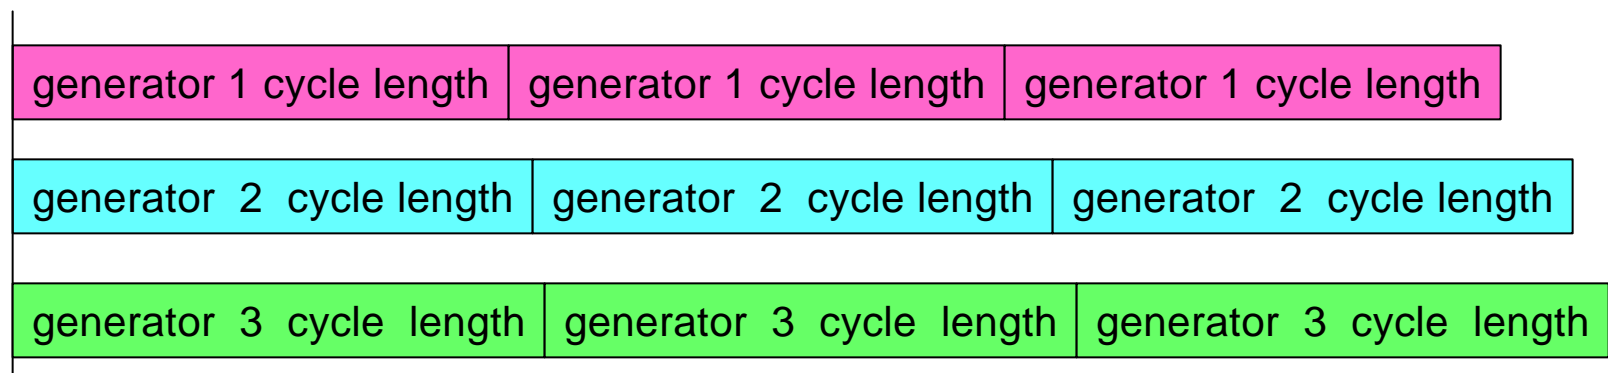 generator 1 cycle length generator 1 cycle length generator 1 cycle length
generator 2 cycle length generator 2 cycle length generator 2 cycle length
generator 3 cycle length generator 3 cycle length generator 3 cycle length